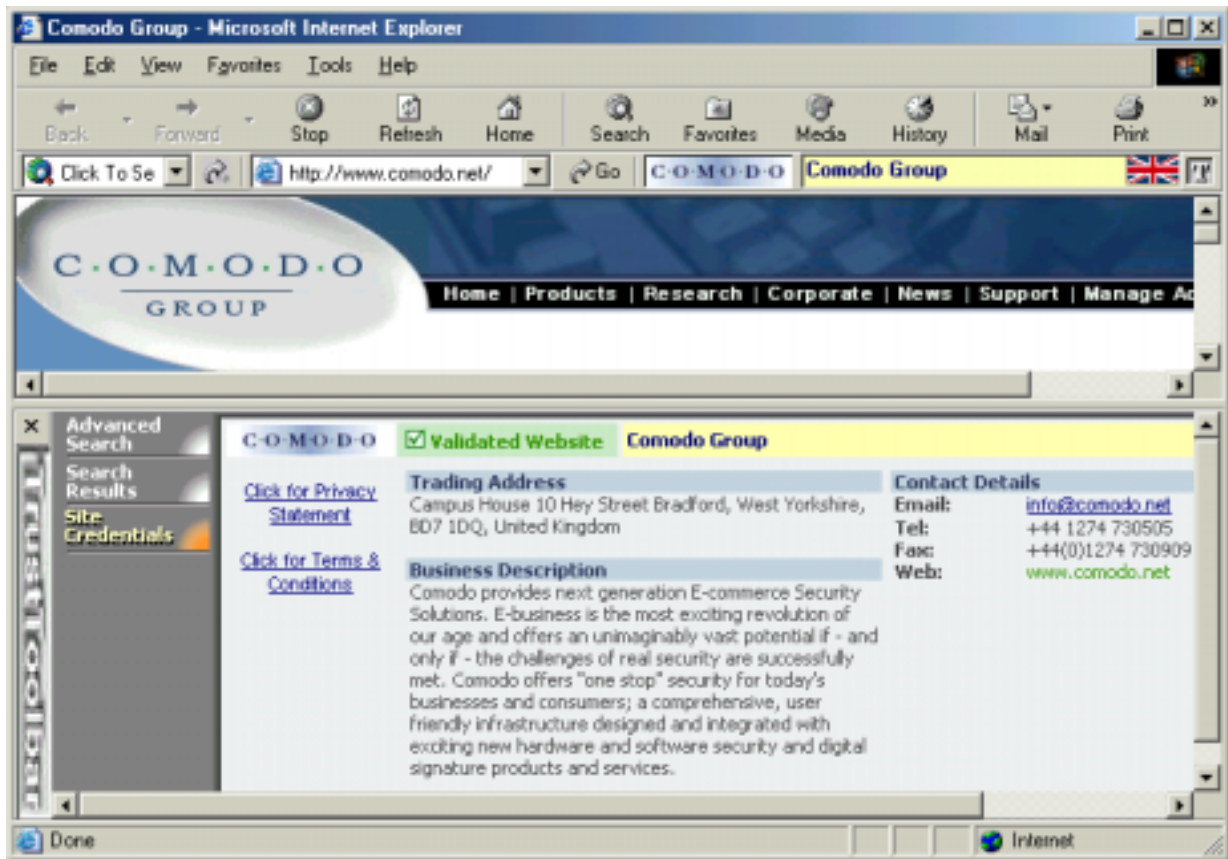 Comodo Group - Microsoft Internet Explorer
File Edit View Favorites Tools Help
Back Forward Stop Refresh Home Search Favorites Media History Mail Print »
Click To Se http://www.comodo.net/ Go C·O·M·O·D·O Comodo Group T
C·O·M·O·D·O
GROUP
Home | Products | Research | Corporate | News | Support | Manage Ac
Advanced
Search
Search
Results
Site
Credentials
C·O·M·O·D·O Validated Website Comodo Group
Click for Privacy
Statement
Click for Terms &
Conditions
Trading Address
Campus House 10 Hey Street Bradford, West Yorkshire,
BD7 1DQ, United Kingdom
Business Description
Comodo provides next generation E-commerce Security
Solutions. E-business is the most exciting revolution of
our age and offers an unimaginably vast potential if - and
only if - the challenges of real security are successfully
met. Comodo offers "one stop" security for today's
businesses and consumers; a comprehensive, user
friendly infrastructure designed and integrated with
exciting new hardware and software security and digital
signature products and services.
Contact Details
Email: info@comodo.net
Tel: +44 1274 730505
Fax: +44(0)1274 730909
Web: www.comodo.net
Done Internet